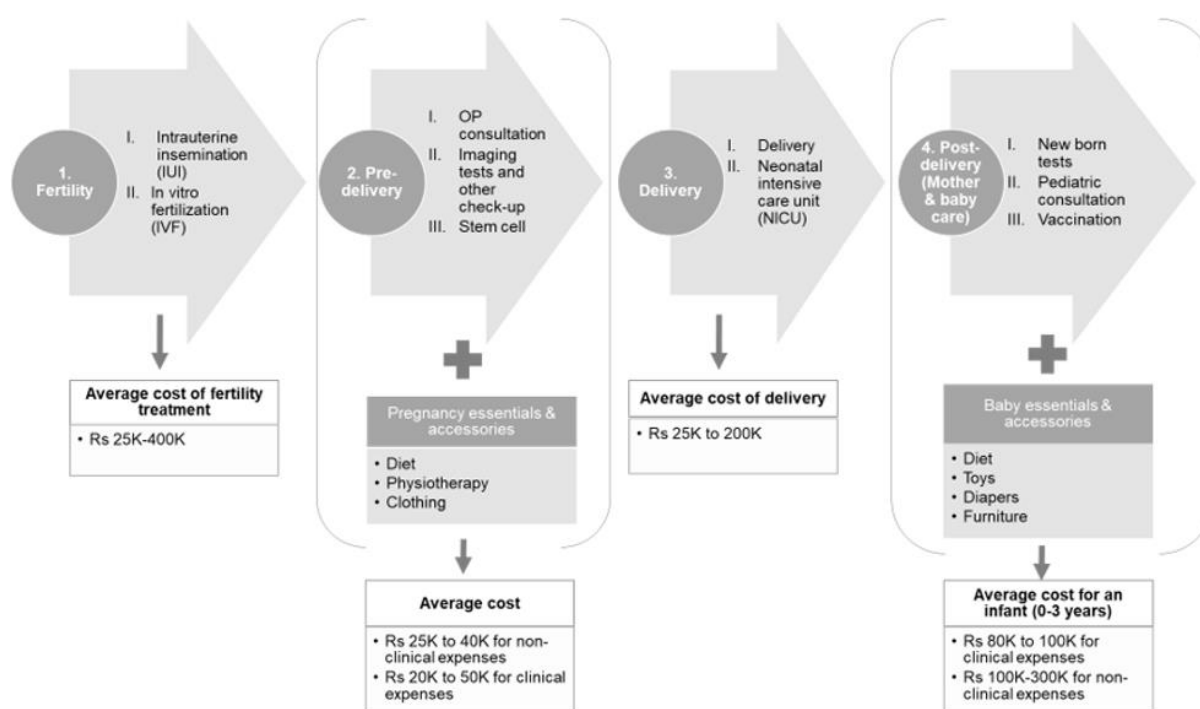 1.
Fertility
I. Intrauterine
insemination
(IUI)
II. In vitro
fertilization
(IVF)
Average cost of fertility
treatment
• Rs 25K-400K
2. Pre-
delivery
I. OP
consultation
II. Imaging
tests and
other
check-up
III. Stem cell
Pregnancy essentials &
accessories
• Diet
• Physiotherapy
• Clothing
Average cost
• Rs 25K to 40K for non-
clinical expenses
• Rs 20K to 50K for clinical
expenses
3.
Delivery
I. Delivery
II. Neonatal
intensive
care unit
(NICU)
Average cost of delivery
• Rs 25K to 200K
4. Post-
delivery
(Mother
& baby
care)
I. New born
tests
II. Pediatric
consultation
III. Vaccination
Baby essentials &
accessories
• Diet
• Toys
• Diapers
• Furniture
Average cost for an
infant (0-3 years)
• Rs 80K to 100K for
clinical expenses
• Rs 100K-300K for non-
clinical expenses